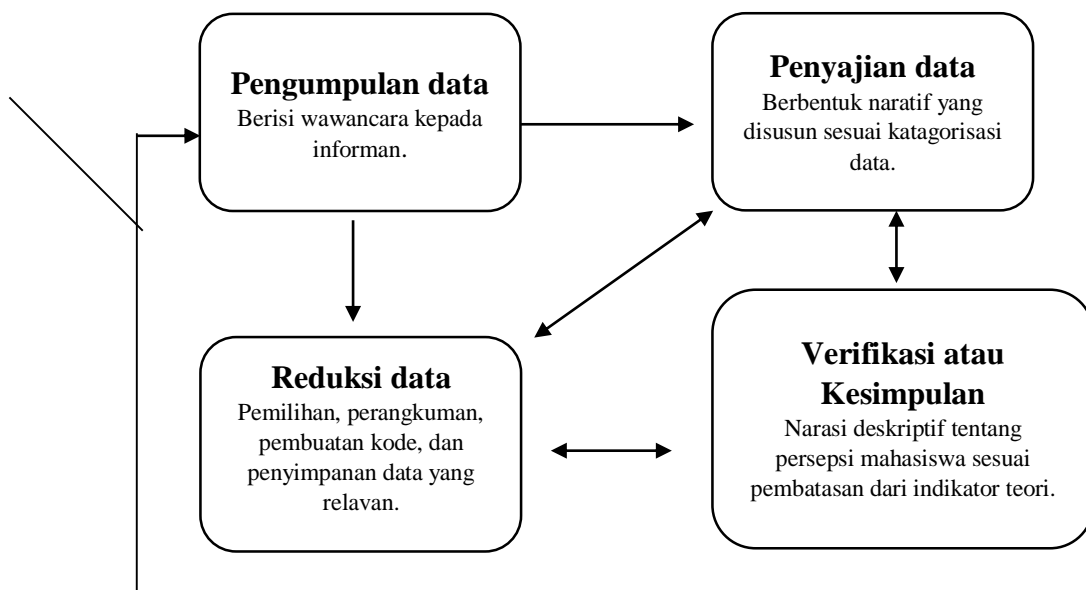 Pengumpulan data
Berisi wawancara kepada
informan.
Penyajian data
Berbentuk naratif yang
disusun sesuai katagorisasi
data.
Reduksi data
Pemilihan, perangkuman,
pembuatan kode, dan
penyimpanan data yang
relavan.
Verifikasi atau
Kesimpulan
Narasi deskriptif tentang
persepsi mahasiswa sesuai
pembatasan dari indikator teori.